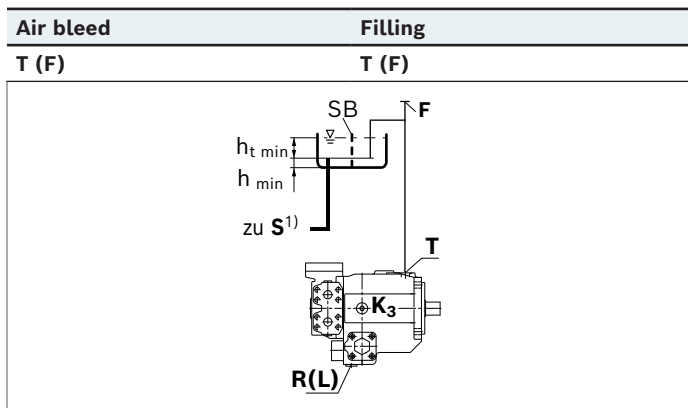 Air bleed Filling
T (F) T (F)
SB F
ht min
h min
zu S1)
T
K3
R(L)